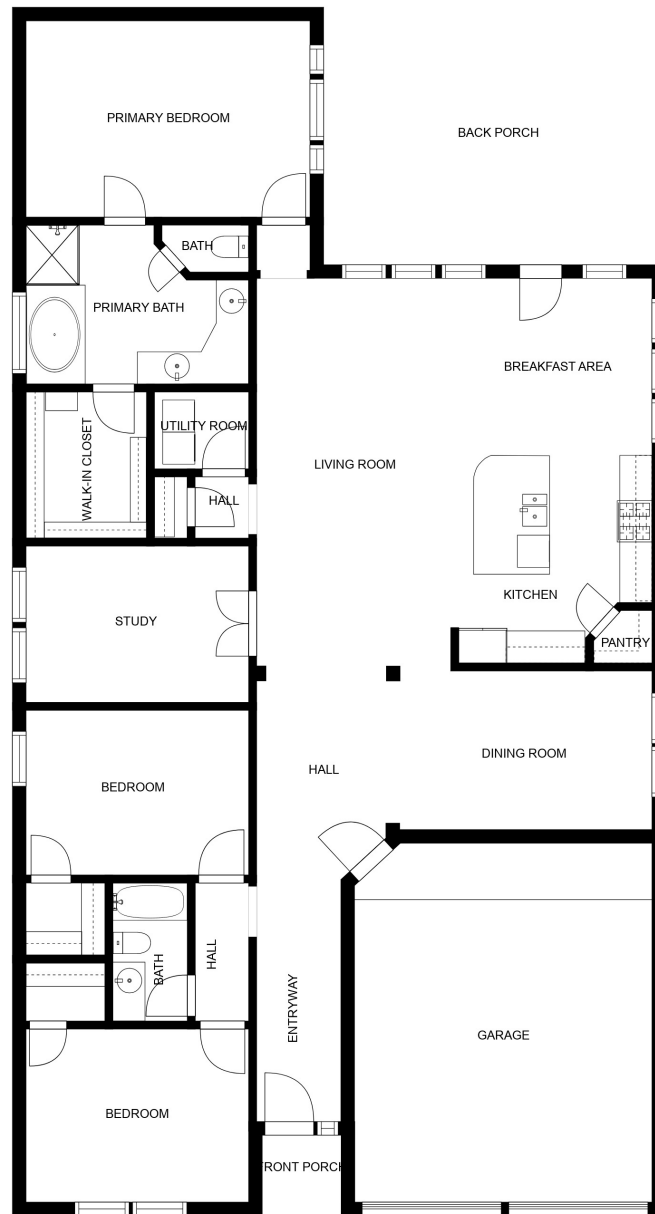 PRIMARY BEDROOM
BACK PORCH
BATH
PRIMARY BATH
BREAKFAST AREA
WALK-IN CLOSET
UTILITY ROOM
LIVING ROOM
HALL
KITCHEN
STUDY
PANTRY
DINING ROOM
HALL
BEDROOM
HALL
BATH
ENTRYWAY
GARAGE
BEDROOM
FRONT PORCH